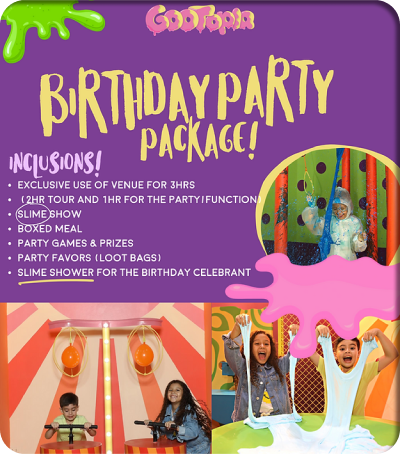 GOOTopia
BIRTHDAY PARTY
PACKAGE!
INCLUSIONS!
• EXCLUSIVE USE OF VENUE FOR 3HRS
• (2HR TOUR AND 1HR FOR THE PARTY/FUNCTION)
• SLIME SHOW
• BOXED MEAL
• PARTY GAMES & PRIZES
• PARTY FAVORS (LOOT BAGS)
• SLIME SHOWER FOR THE BIRTHDAY CELEBRANT